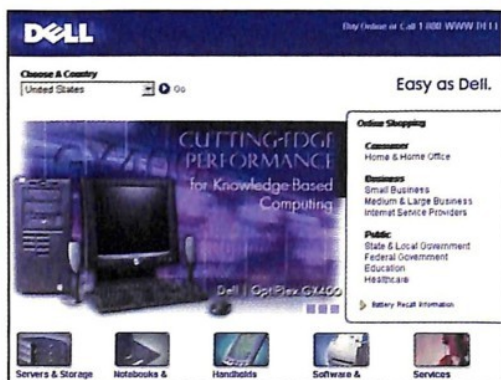 DELL
Buy Online or Call 1 800 WWW DELL
Choose A Country
United States
Go
Easy as Dell.
CUTTING-EDGE
PERFORMANCE
for Knowledge-Based
Computing
Dell | OptiPlex GX400
Online Shopping
Consumer
Home & Home Office
Business
Small Business
Medium & Large Business
Internet Service Providers
Public
State & Local Government
Federal Government
Education
Healthcare
Battery Recall Information
Servers & Storage
Notebooks &
Handhelds
Software &
Services